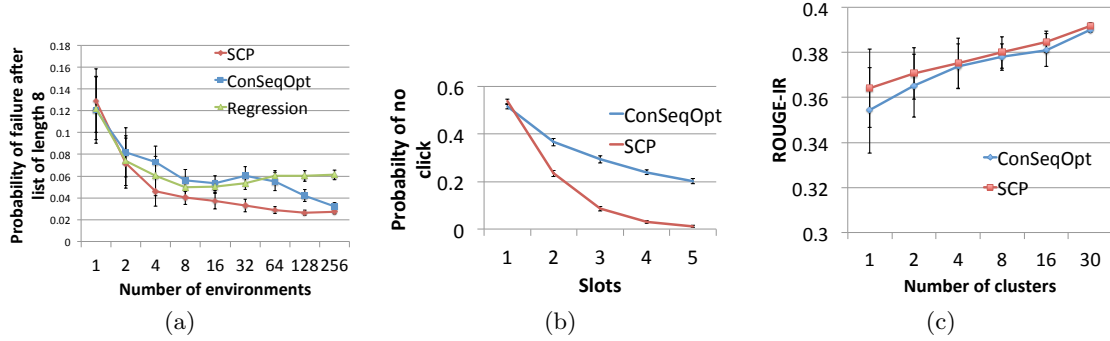 Probability of failure after
list of length 8
0.18
0.16
0.14
0.12
0.1
0.08
0.06
0.04
0.02
0
SCP
ConSeqOpt
Regression
1 2 4 8 16 32 64 128 256
Number of environments
(a)
Probability of no
click
0.6
0.4
0.2
0
ConSeqOpt
SCP
1 2 3 4 5
Slots
(b)
ROUGE-IR
0.4
0.38
0.36
0.34
0.32
0.3
ConSeqOpt
SCP
1 2 4 8 16 30
Number of clusters
(c)